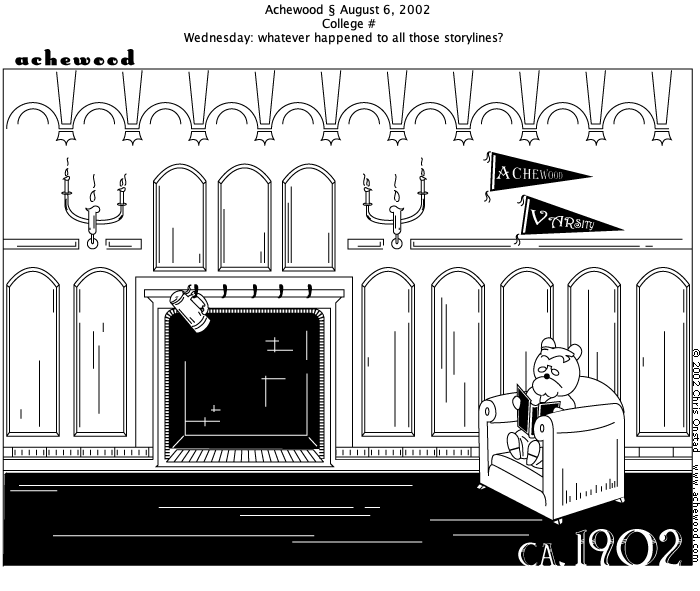 Achewood § August 6, 2002
College #
Wednesday: whatever happened to all those storylines?
achewood
ACHEWOOD
VARSITY
© 2002 Chris Onstad www.achewood.com
CA. 1902